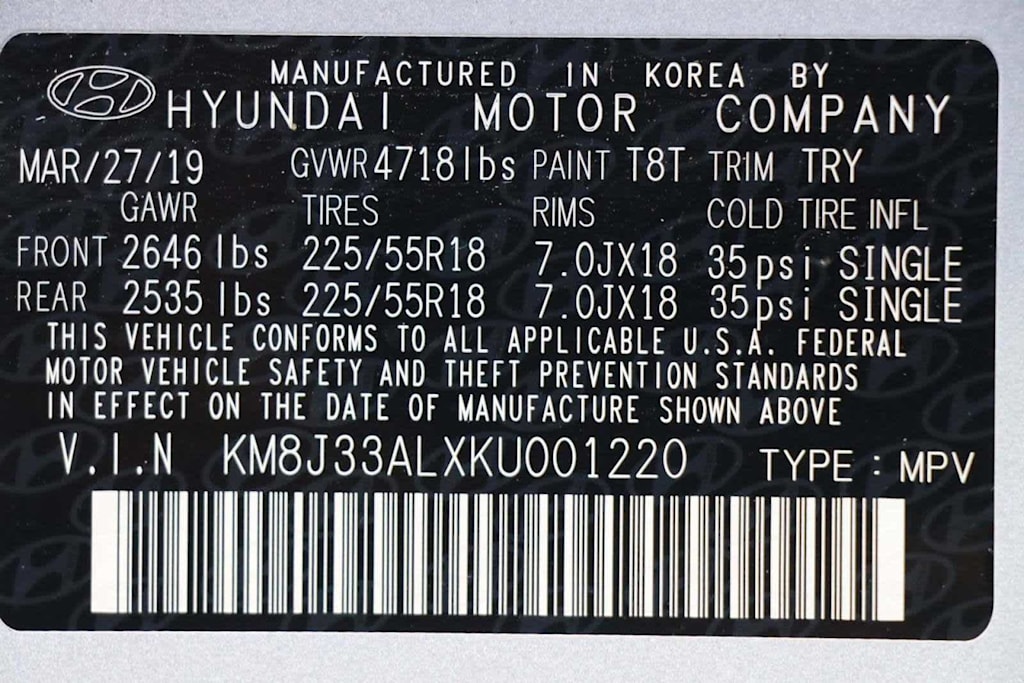 MANUFACTURED IN KOREA BY
HYUNDAI MOTOR COMPANY
MAR/27/19 GVWR 4718lbs PAINT T8T TRIM TRY
GAWR TIRES RIMS COLD TIRE INFL
FRONT 2646 lbs 225/55R18 7.0JX18 35psi SINGLE
REAR 2535 lbs 225/55R18 7.0JX18 35psi SINGLE
THIS VEHICLE CONFORMS TO ALL APPLICABLE U.S.A. FEDERAL
MOTOR VEHICLE SAFETY AND THEFT PREVENTION STANDARDS
IN EFFECT ON THE DATE OF MANUFACTURE SHOWN ABOVE
V.I.N KM8J33ALXKU001220 TYPE : MPV